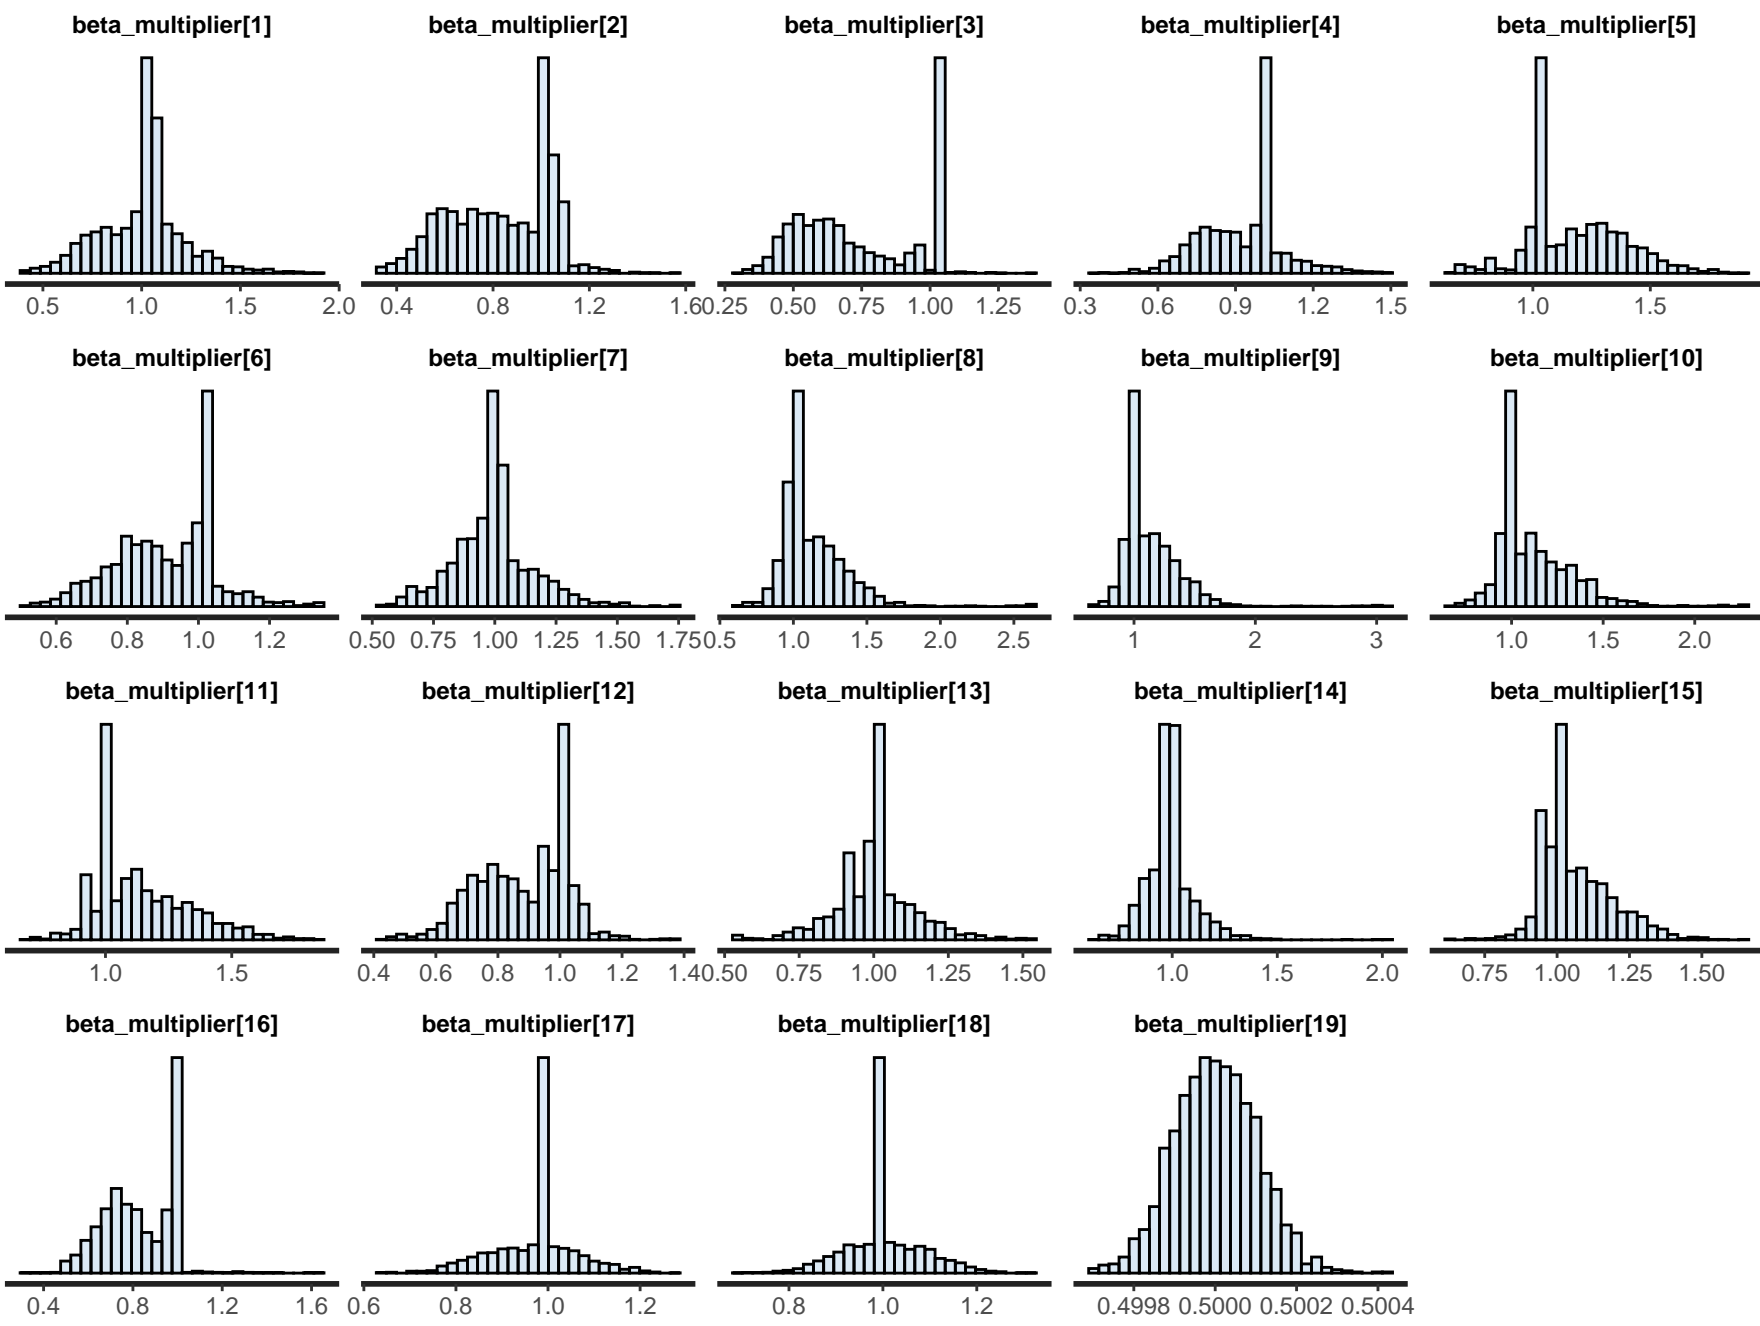 beta_multiplier[1] beta_multiplier[2] beta_multiplier[3] beta_multiplier[4] beta_multiplier[5]
0.5 1.0 1.5 2.0 0.4 0.8 1.2 1.6 0.25 0.50 0.75 1.00 1.25 0.3 0.6 0.9 1.2 1.5 1.0 1.5
beta_multiplier[6] beta_multiplier[7] beta_multiplier[8] beta_multiplier[9] beta_multiplier[10]
0.6 0.8 1.0 1.2 0.50 0.75 1.00 1.25 1.50 1.75 0.5 1.0 1.5 2.0 2.5 1 2 3 1.0 1.5 2.0
beta_multiplier[11] beta_multiplier[12] beta_multiplier[13] beta_multiplier[14] beta_multiplier[15]
1.0 1.5 0.4 0.6 0.8 1.0 1.2 1.4 0.50 0.75 1.00 1.25 1.50 1.0 1.5 2.0 0.75 1.00 1.25 1.50
beta_multiplier[16] beta_multiplier[17] beta_multiplier[18] beta_multiplier[19]
0.4 0.8 1.2 1.6 0.6 0.8 1.0 1.2 0.8 1.0 1.2 0.4998 0.5000 0.5002 0.5004